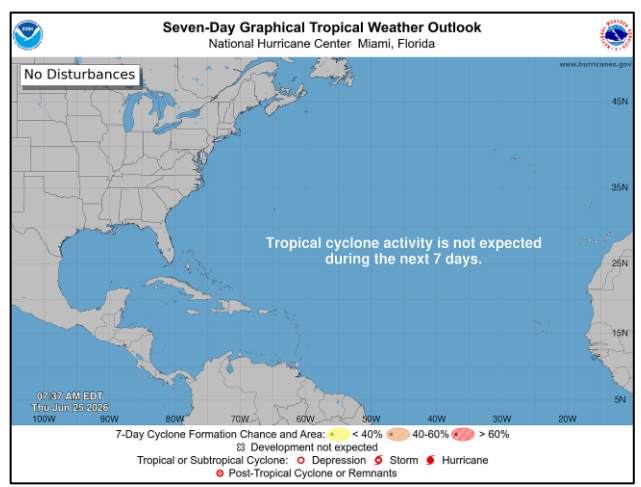 Seven-Day Graphical Tropical Weather Outlook
National Hurricane Center Miami, Florida
No Disturbances
www.hurricanes.gov
45N
35N
Tropical cyclone activity is not expected
during the next 7 days.
25N
15N
07:37 AM EDT
Thu Jun 25 2026
5N
100W 90W 80W 70W 60W 50W 40W 30W 20W
7-Day Cyclone Formation Chance and Area: < 40% 40-60% > 60%
Development not expected
Tropical or Subtropical Cyclone: Depression Storm Hurricane
Post-Tropical Cyclone or Remnants